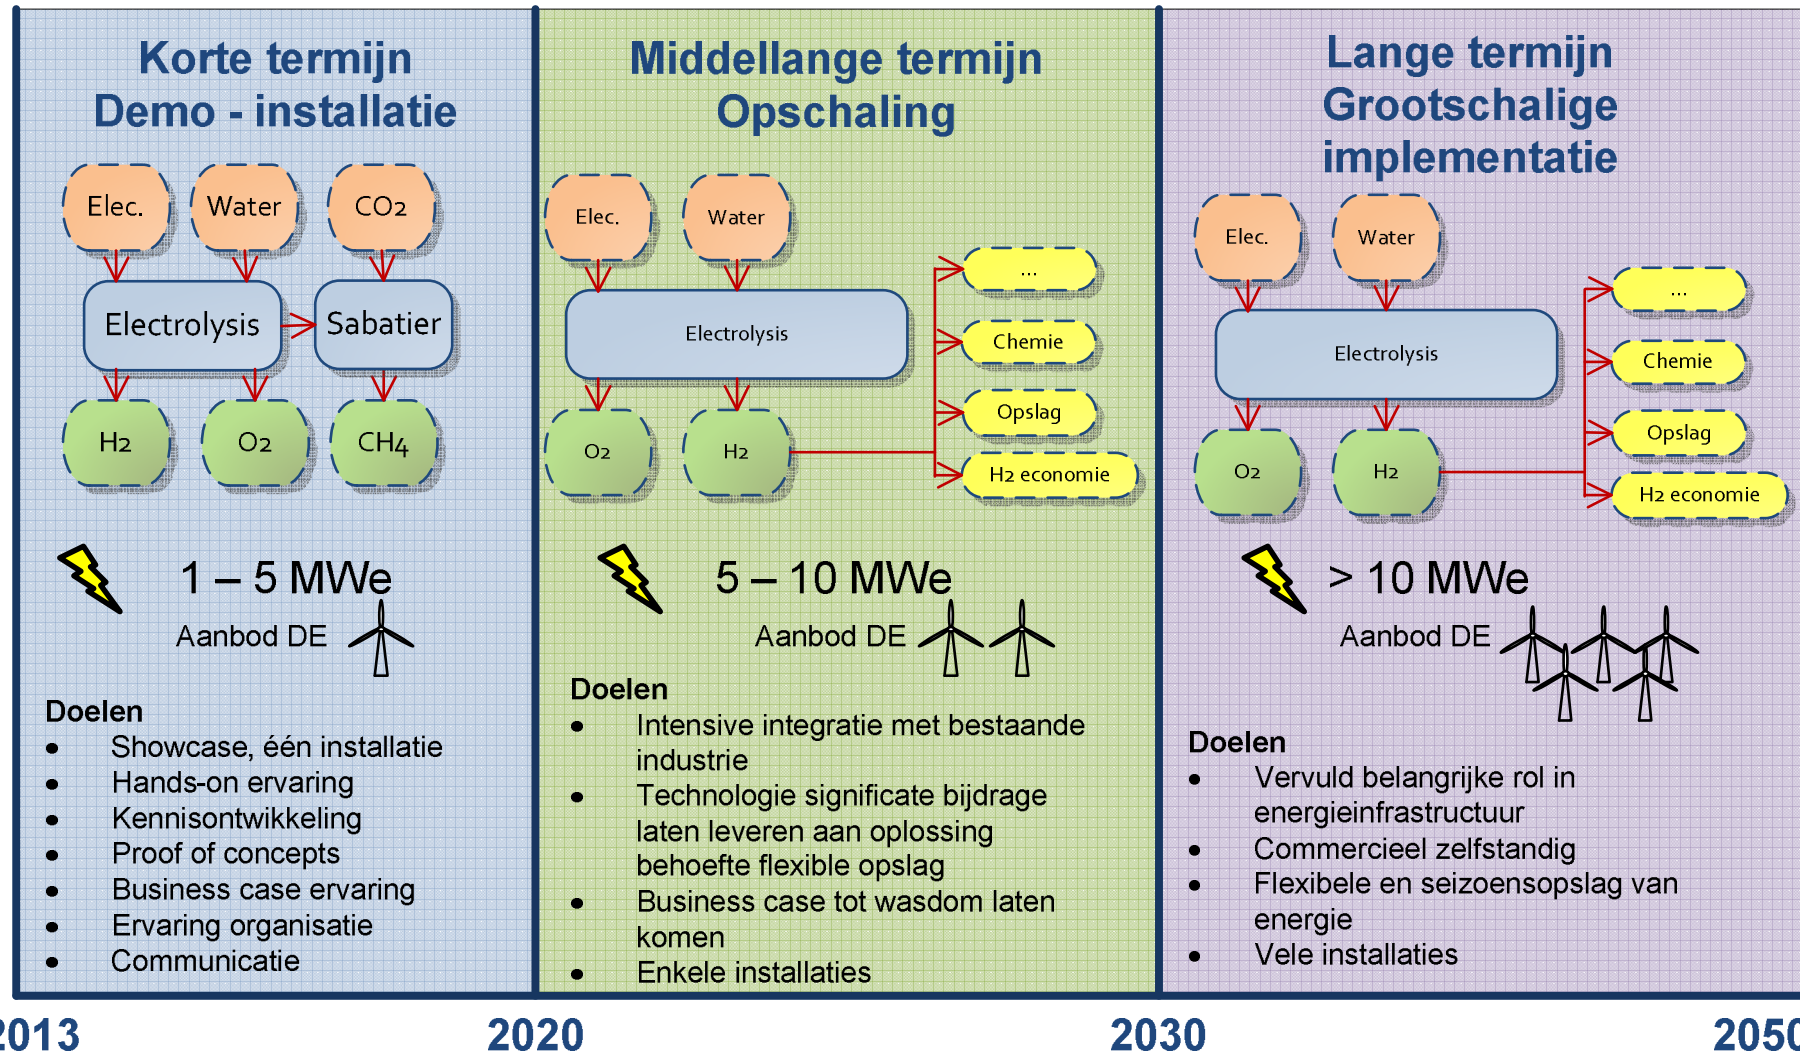 Korte termijn
Demo - installatie
Elec.
Water
CO2
Electrolysis
Sabatier
H2
O2
CH4
1 – 5 MWe
Aanbod DE
Doelen
• Showcase, één installatie
• Hands-on ervaring
• Kennisontwikkeling
• Proof of concepts
• Business case ervaring
• Ervaring organisatie
• Communicatie
Middellange termijn
Opschaling
Elec.
Water
Electrolysis
O2
H2
...
Chemie
Opslag
H2 economie
5 – 10 MWe
Aanbod DE
Doelen
• Intensive integratie met bestaande
industrie
• Technologie significate bijdrage
laten leveren aan oplossing
behoefte flexible opslag
• Business case tot wasdom laten
komen
• Enkele installaties
Lange termijn
Grootschalige
implementatie
Elec.
Water
Electrolysis
O2
H2
...
Chemie
Opslag
H2 economie
> 10 MWe
Aanbod DE
Doelen
• Vervuld belangrijke rol in
energieinfrastructuur
• Commercieel zelfstandig
• Flexibele en seizoensopslag van
energie
• Vele installaties
2013
2020
2030
2050